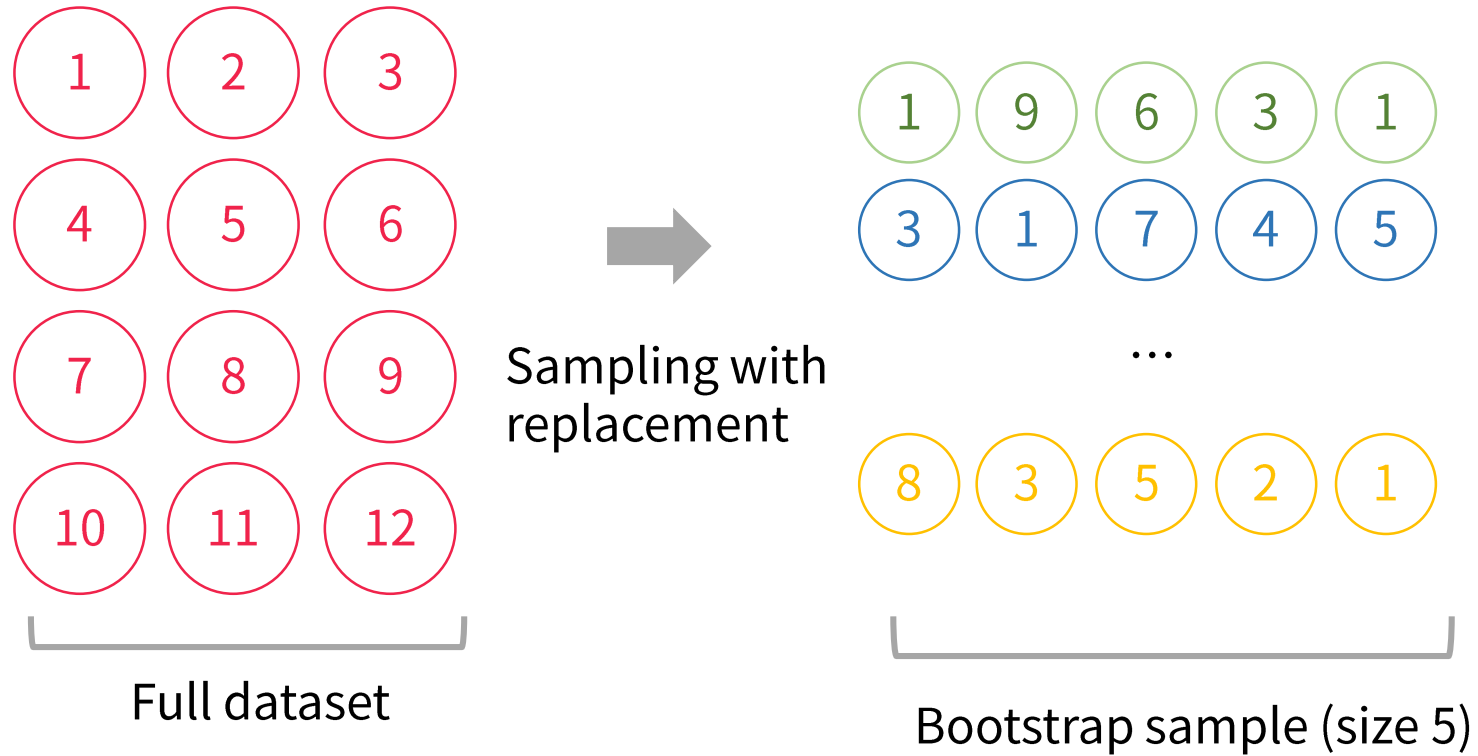 1 2 3
4 5 6
7 8 9
10 11 12
Full dataset
Sampling with
replacement
1 9 6 3 1
3 1 7 4 5
...
8 3 5 2 1
Bootstrap sample (size 5)